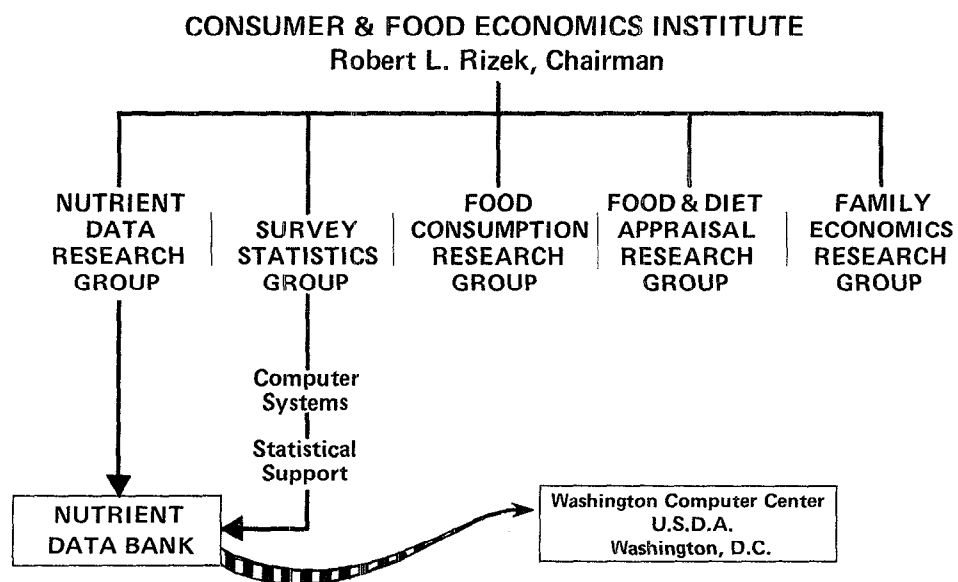 CONSUMER & FOOD ECONOMICS INSTITUTE
Robert L. Rizek, Chairman
NUTRIENT
DATA
RESEARCH
GROUP
SURVEY
STATISTICS
GROUP
FOOD
CONSUMPTION
RESEARCH
GROUP
FOOD & DIET
APPRAISAL
RESEARCH
GROUP
FAMILY
ECONOMICS
RESEARCH
GROUP
Computer
Systems
Statistical
Support
NUTRIENT
DATA BANK
Washington Computer Center
U.S.D.A.
Washington, D.C.